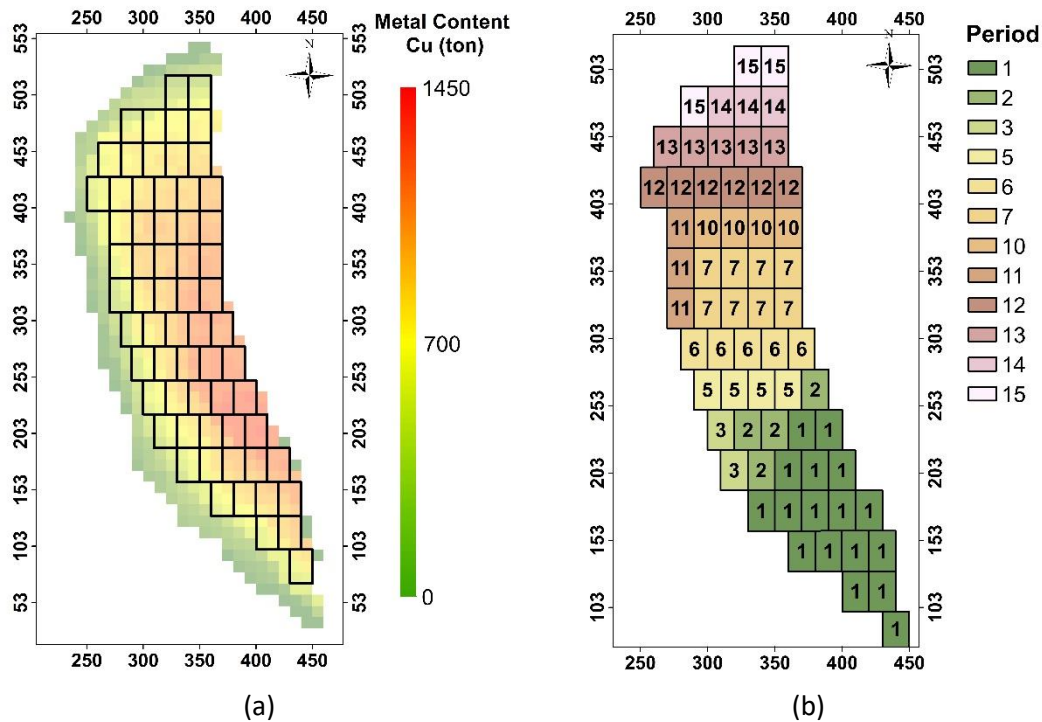 250 300 350 400 450
553
503
453
403
353
303
253
203
153
103
53
553
503
453
403
353
303
253
203
153
103
53
N
250 300 350 400 450
(a)
Metal Content
Cu (ton)
1450
700
0
250 300 350 400 450
503
453
403
353
303
253
203
153
103
503
453
403
353
303
253
203
153
103
N
15 15
15 14 14 14
13 13 13 13 13
12 12 12 12 12 12
11 10 10 10 10
11 7 7 7 7
11 7 7 7 7
6 6 6 6 6
5 5 5 5 2
3 2 2 1 1
3 2 1 1 1
1 1 1 1 1
1 1 1 1
1 1
1
250 300 350 400 450
(b)
Period
1
2
3
5
6
7
10
11
12
13
14
15